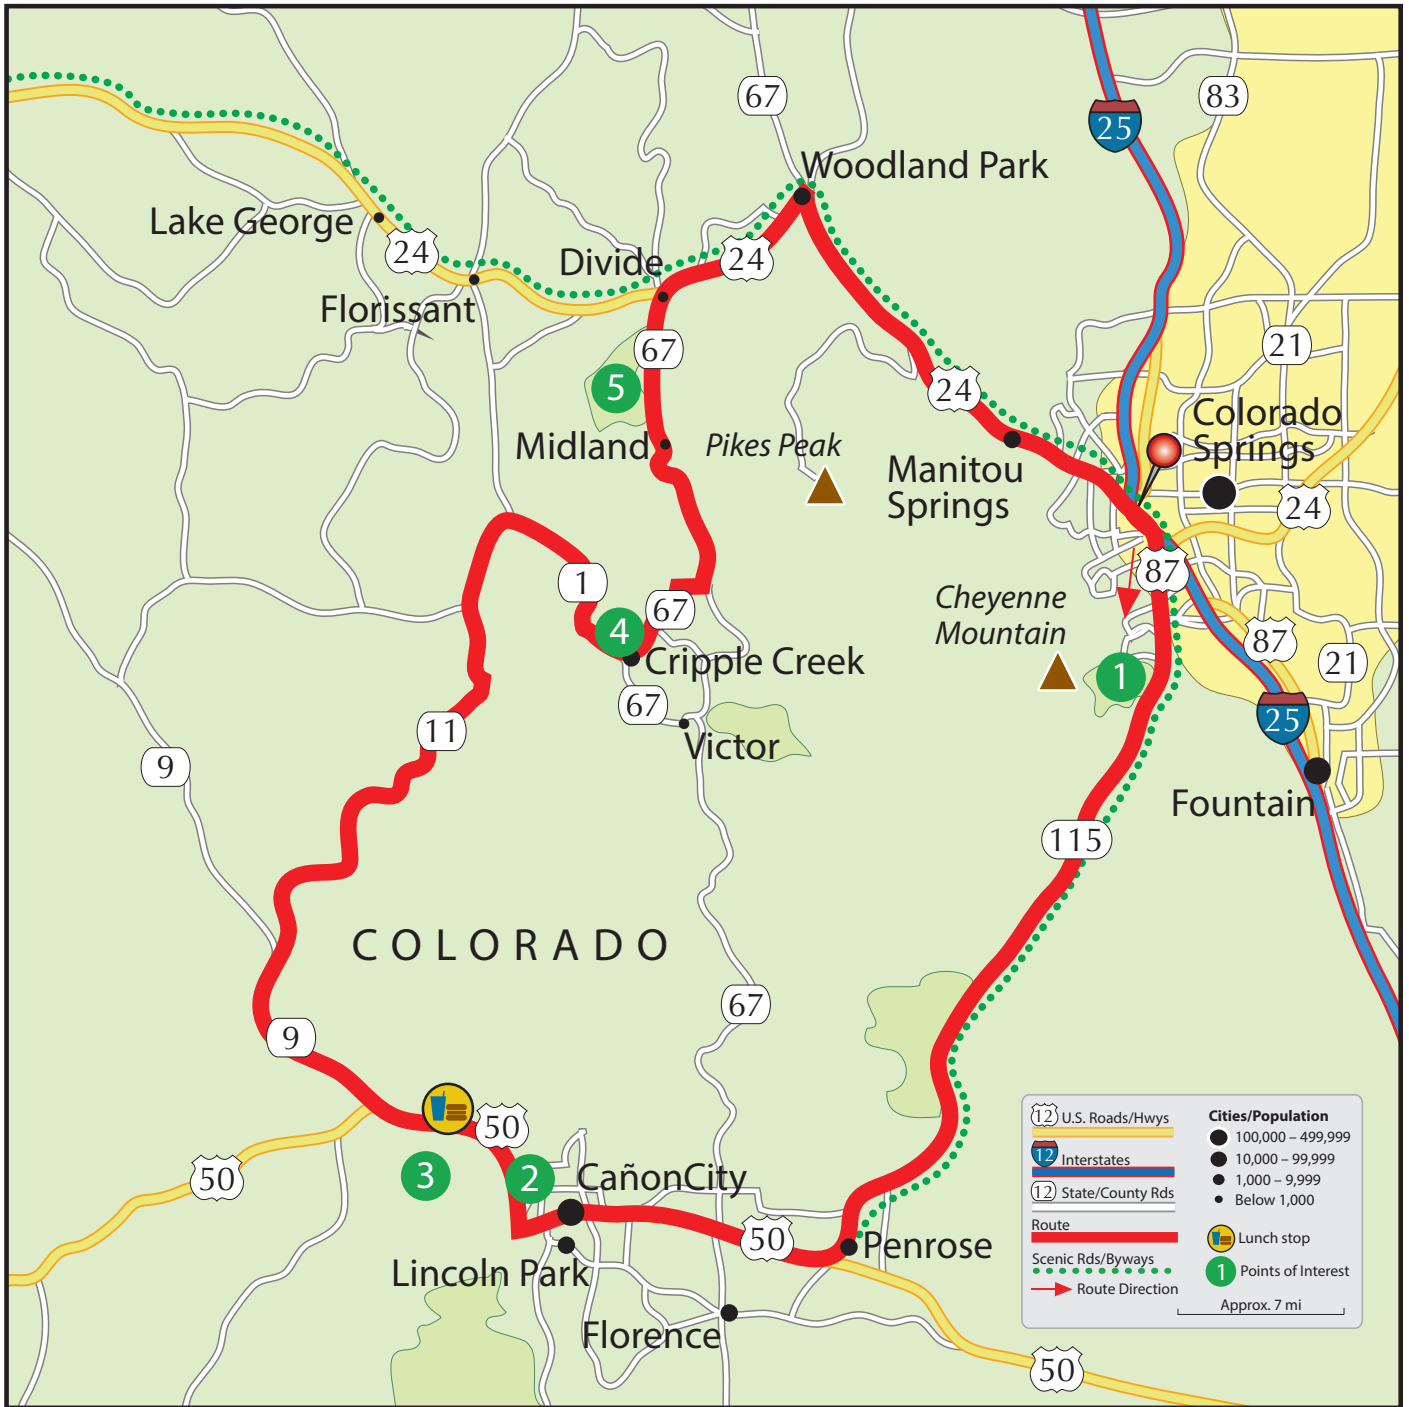 67
83
25
Woodland Park
Lake George
24
Divide
24
Florissant
67
21
5
24
Colorado
Springs
Midland
Pikes Peak
Manitou
Springs
24
1
87
Cheyenne
Mountain
67
4
87
Cripple Creek
21
1
67
11
25
Victor
9
Fountain
115
COLORADO
67
9
50
50
3
2
CañonCity
50
Penrose
Lincoln Park
Florence
50
12 U.S. Roads/Hwys
12 Interstates
12 State/County Rds
Route
Scenic Rds/Byways
Route Direction
Cities/Population
100,000 – 499,999
10,000 – 99,999
1,000 – 9,999
Below 1,000
Lunch stop
1 Points of Interest
Approx. 7 mi